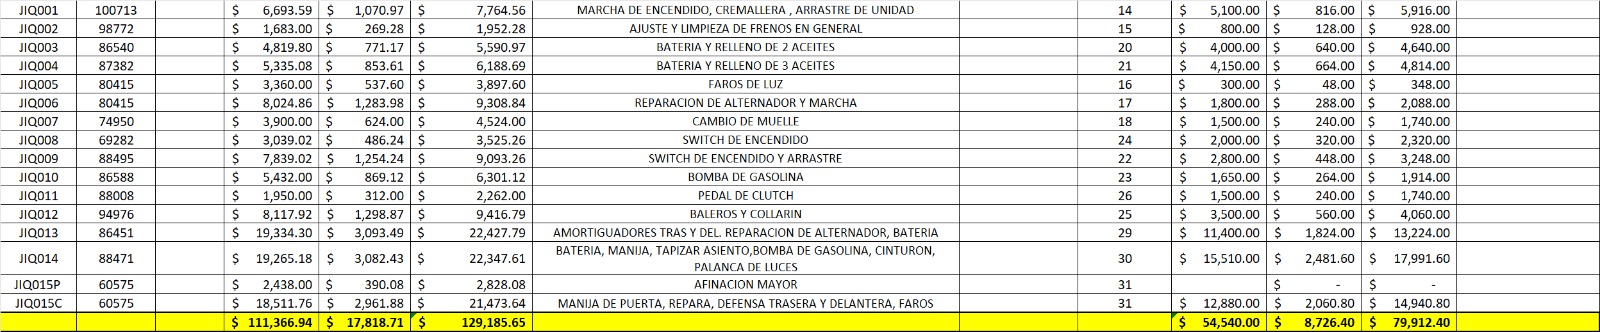 JIQ001 100713 $ 6,693.59 $ 1,070.97 $ 7,764.56 MARCHA DE ENCENDIDO, CREMALLERA , ARRASTRE DE UNIDAD 14 $ 5,100.00 $ 816.00 $ 5,916.00
JIQ002 98772 $ 1,683.00 $ 269.28 $ 1,952.28 AJUSTE Y LIMPIEZA DE FRENOS EN GENERAL 15 $ 800.00 $ 128.00 $ 928.00
JIQ003 86540 $ 4,819.80 $ 771.17 $ 5,590.97 BATERIA Y RELLENO DE 2 ACEITES 20 $ 4,000.00 $ 640.00 $ 4,640.00
JIQ004 87382 $ 5,335.08 $ 853.61 $ 6,188.69 BATERIA Y RELLENO DE 3 ACEITES 21 $ 4,150.00 $ 664.00 $ 4,814.00
JIQ005 80415 $ 3,360.00 $ 537.60 $ 3,897.60 FAROS DE LUZ 16 $ 300.00 $ 48.00 $ 348.00
JIQ006 80415 $ 8,024.86 $ 1,283.98 $ 9,308.84 REPARACION DE ALTERNADOR Y MARCHA 17 $ 1,800.00 $ 288.00 $ 2,088.00
JIQ007 74950 $ 3,900.00 $ 624.00 $ 4,524.00 CAMBIO DE MUELLE 18 $ 1,500.00 $ 240.00 $ 1,740.00
JIQ008 69282 $ 3,039.02 $ 486.24 $ 3,525.26 SWITCH DE ENCENDIDO 24 $ 2,000.00 $ 320.00 $ 2,320.00
JIQ009 88495 $ 7,839.02 $ 1,254.24 $ 9,093.26 SWITCH DE ENCENDIDO Y ARRASTRE 22 $ 2,800.00 $ 448.00 $ 3,248.00
JIQ010 86588 $ 5,432.00 $ 869.12 $ 6,301.12 BOMBA DE GASOLINA 23 $ 1,650.00 $ 264.00 $ 1,914.00
JIQ011 88008 $ 1,950.00 $ 312.00 $ 2,262.00 PEDAL DE CLUTCH 26 $ 1,500.00 $ 240.00 $ 1,740.00
JIQ012 94976 $ 8,117.92 $ 1,298.87 $ 9,416.79 BALEROS Y COLLARIN 25 $ 3,500.00 $ 560.00 $ 4,060.00
JIQ013 86451 $ 19,334.30 $ 3,093.49 $ 22,427.79 AMORTIGUADORES TRAS Y DEL. REPARACION DE ALTERNADOR, BATERIA 29 $ 11,400.00 $ 1,824.00 $ 13,224.00
JIQ014 88471 $ 19,265.18 $ 3,082.43 $ 22,347.61 BATERIA, MANIJA, TAPIZAR ASIENTO,BOMBA DE GASOLINA, CINTURON, 30 $ 15,510.00 $ 2,481.60 $ 17,991.60
PALANCA DE LUCES
JIQ015P 60575 $ 2,438.00 $ 390.08 $ 2,828.08 AFINACION MAYOR 31 $ - $ -
JIQ015C 60575 $ 18,511.76 $ 2,961.88 $ 21,473.64 MANIJA DE PUERTA, REPARA, DEFENSA TRASERA Y DELANTERA, FAROS 31 $ 12,880.00 $ 2,060.80 $ 14,940.80
$ 111,366.94 $ 17,818.71 $ 129,185.65 $ 54,540.00 $ 8,726.40 $ 79,912.40